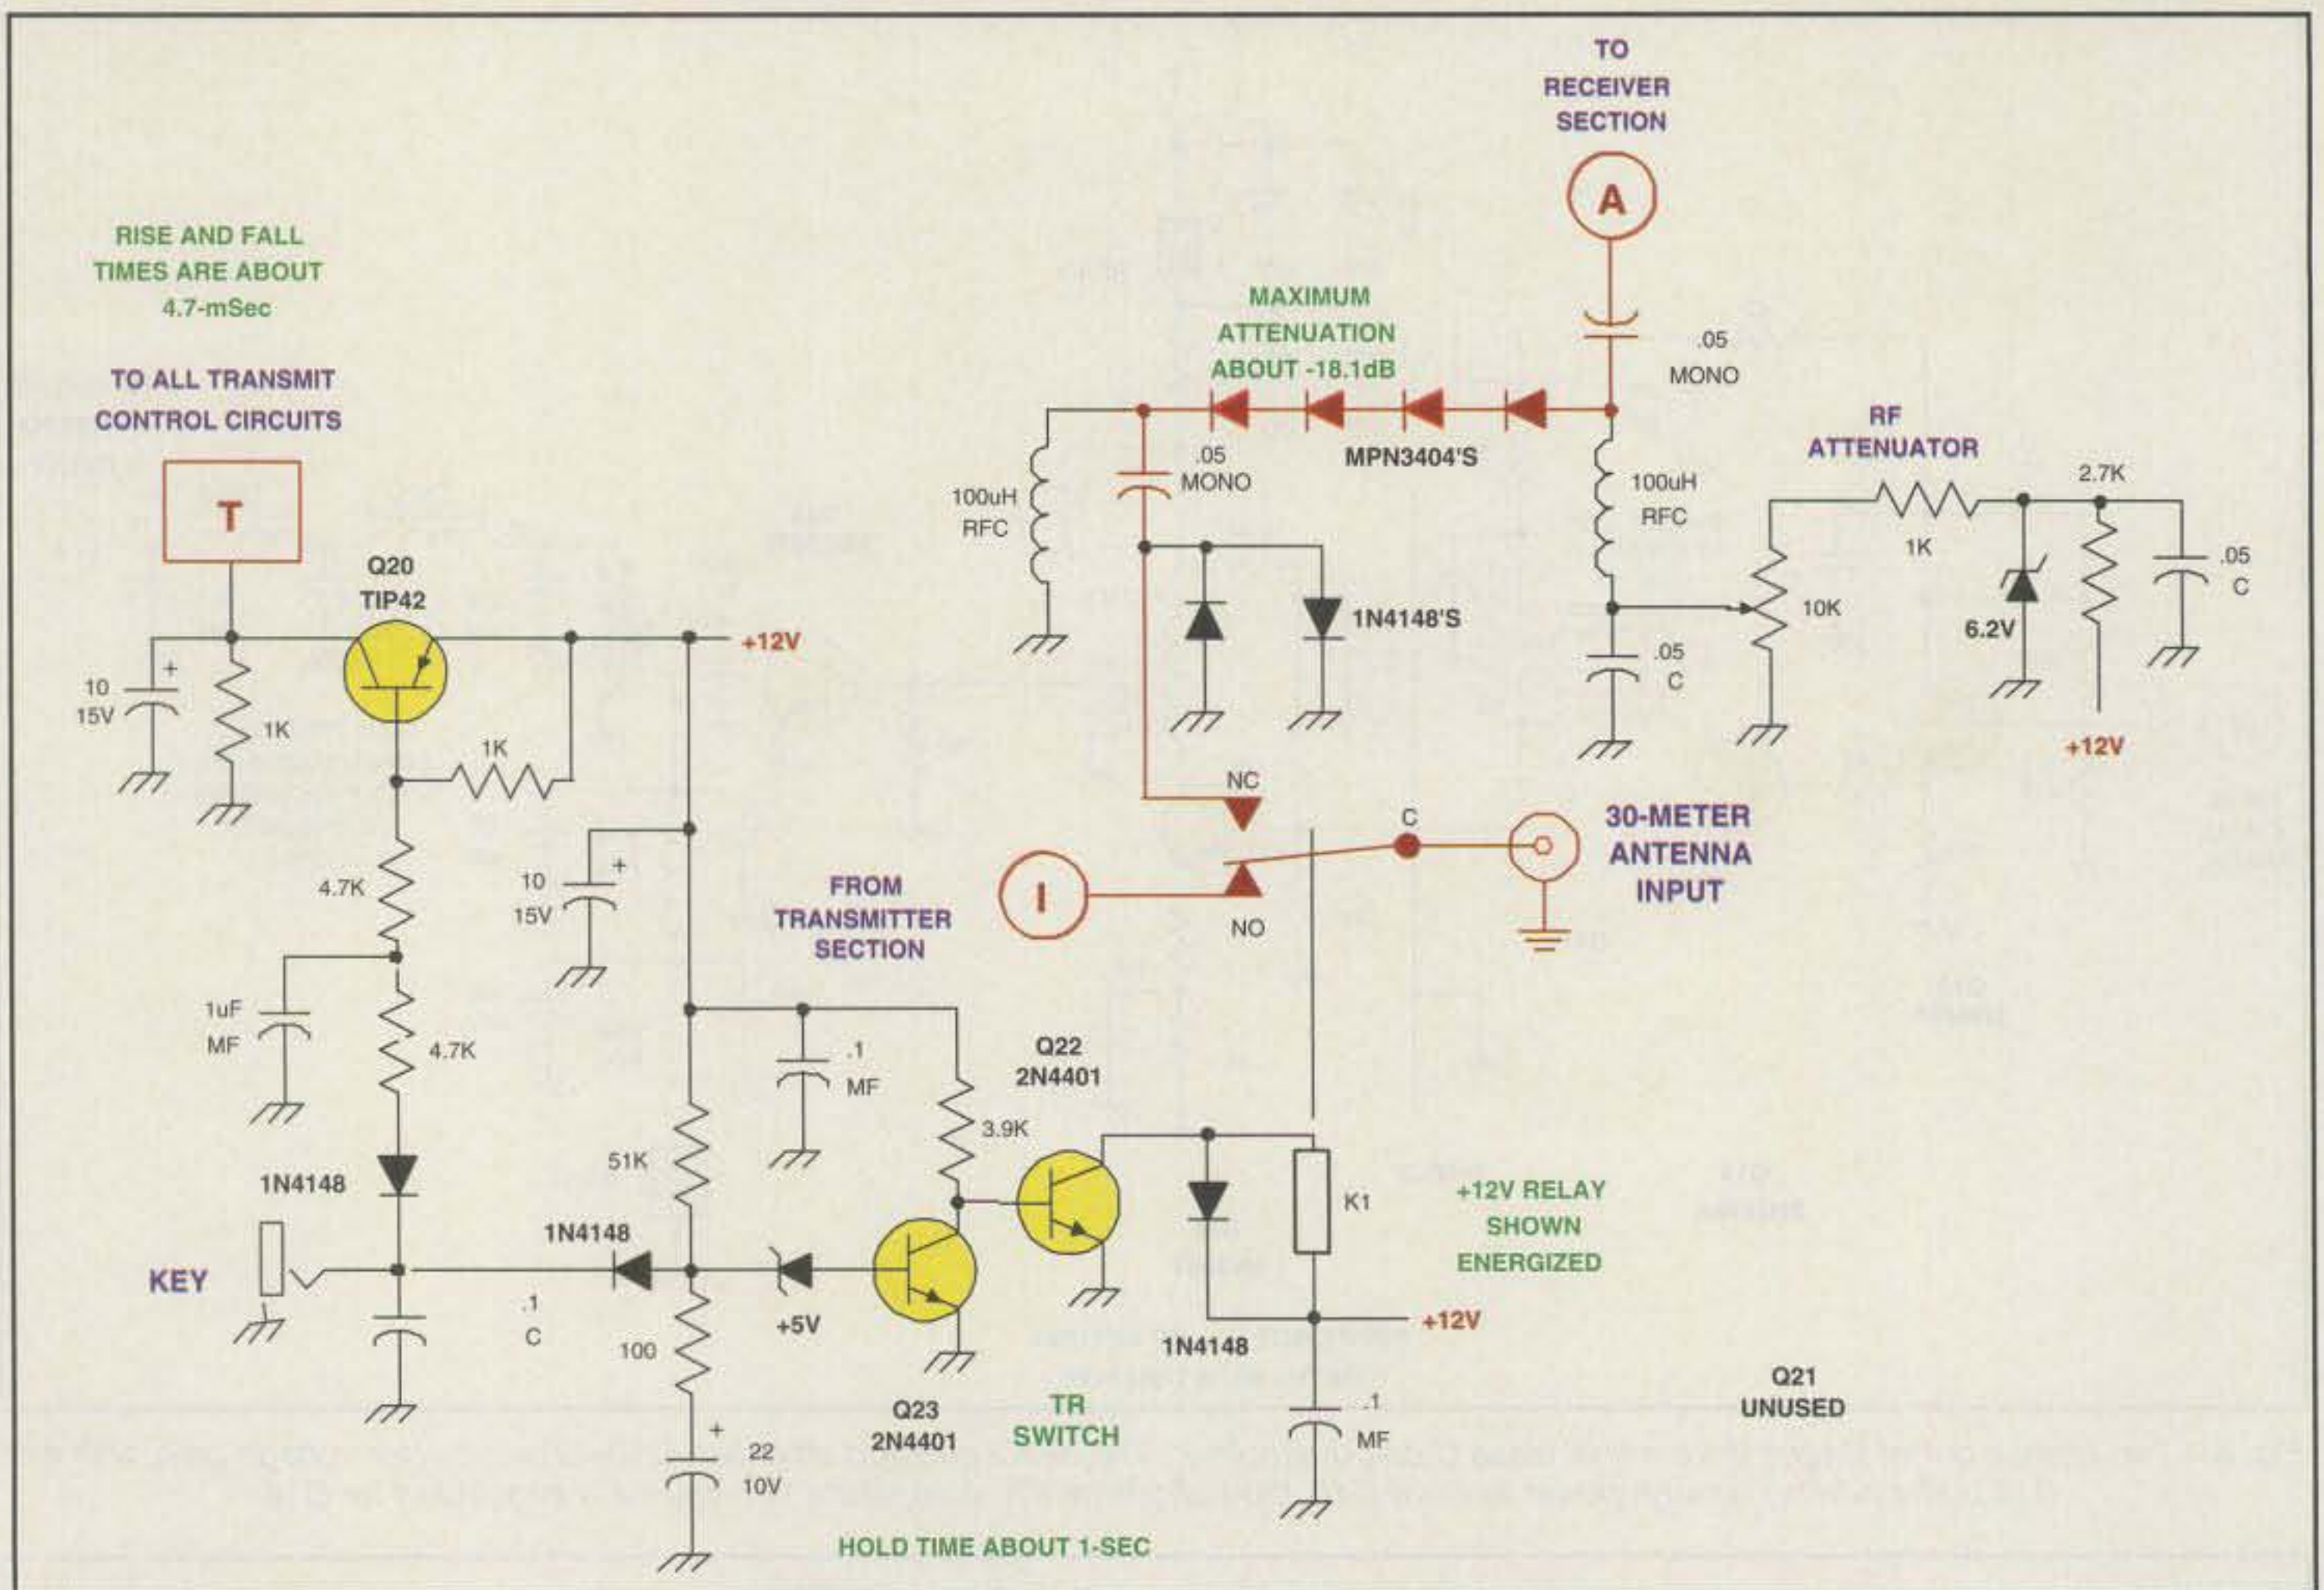 TO
RECEIVER
SECTION
A
.05
MONO
RISE AND FALL
TIMES ARE ABOUT
4.7-mSec
TO ALL TRANSMIT
CONTROL CIRCUITS
T
MAXIMUM
ATTENUATION
ABOUT -18.1dB
MPN3404'S
.05
MONO
100uH
RFC
100uH
RFC
RF
ATTENUATOR
2.7K
1K
.05
C
10K
6.2V
+12V
.05
C
1N4148'S
Q20
TIP42
+12V
+
10
15V
1K
1K
4.7K
+
10
15V
1uF
MF
4.7K
1N4148
KEY
.1
C
NC
C
NO
FROM
TRANSMITTER
SECTION
I
30-METER
ANTENNA
INPUT
.1
MF
3.9K
Q22
2N4401
51K
1N4148
+5V
100
+
22
10V
Q23
2N4401
TR
SWITCH
K1
+12V RELAY
SHOWN
ENERGIZED
+12V
1N4148
.1
MF
Q21
UNUSED
HOLD TIME ABOUT 1-SEC